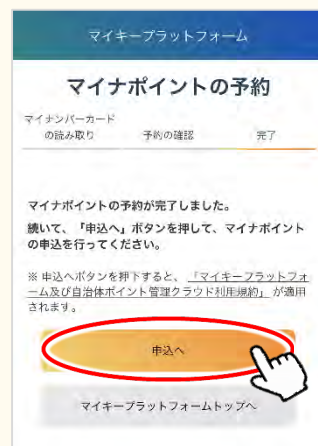 マイキープラットフォーム
マイナポイントの予約
マイナンバーカード
の読み取り
予約の確認
完了
マイナポイントの予約が完了しました。
続いて、「申込へ」ボタンを押して、マイナポイント
の申込を行ってください。
※ 申込へボタンを押下すると、「マイキープラットフォ
ーム及び自治体ポイント管理クラウド利用規約」が適用
されます。
申込へ
マイキープラットフォームトップへ